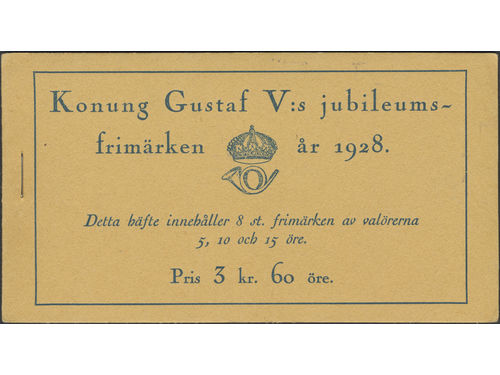 Konung Gustaf V:s jubileums-
frimärken år 1928.
Detta häfte innehåller 8 st. frimärken av valörerna
5, 10 och 15 öre.
Pris 3 kr. 60 öre.